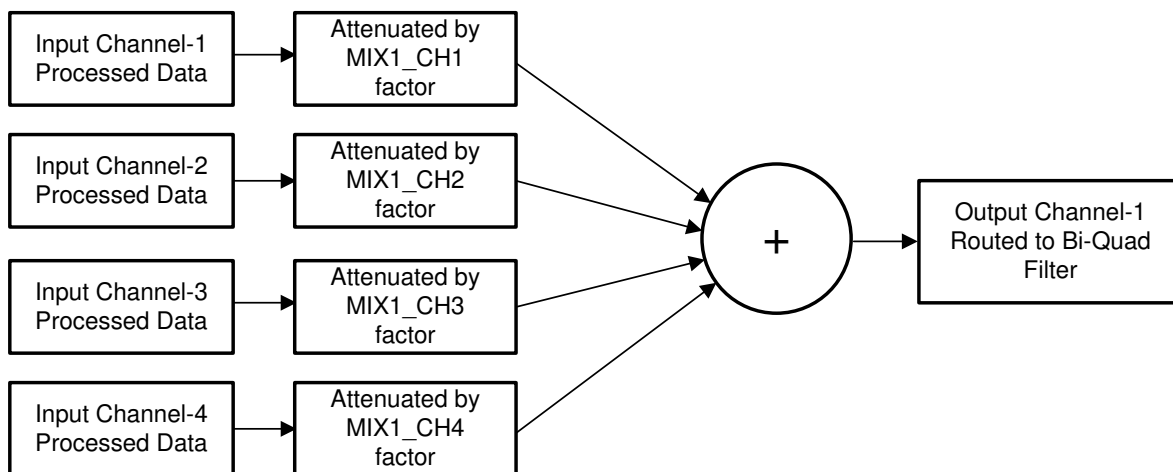 Input Channel-1
Processed Data
Attenuated by
MIX1_CH1
factor
Input Channel-2
Processed Data
Attenuated by
MIX1_CH2
factor
Input Channel-3
Processed Data
Attenuated by
MIX1_CH3
factor
Input Channel-4
Processed Data
Attenuated by
MIX1_CH4
factor
+
Output Channel-1
Routed to Bi-Quad
Filter